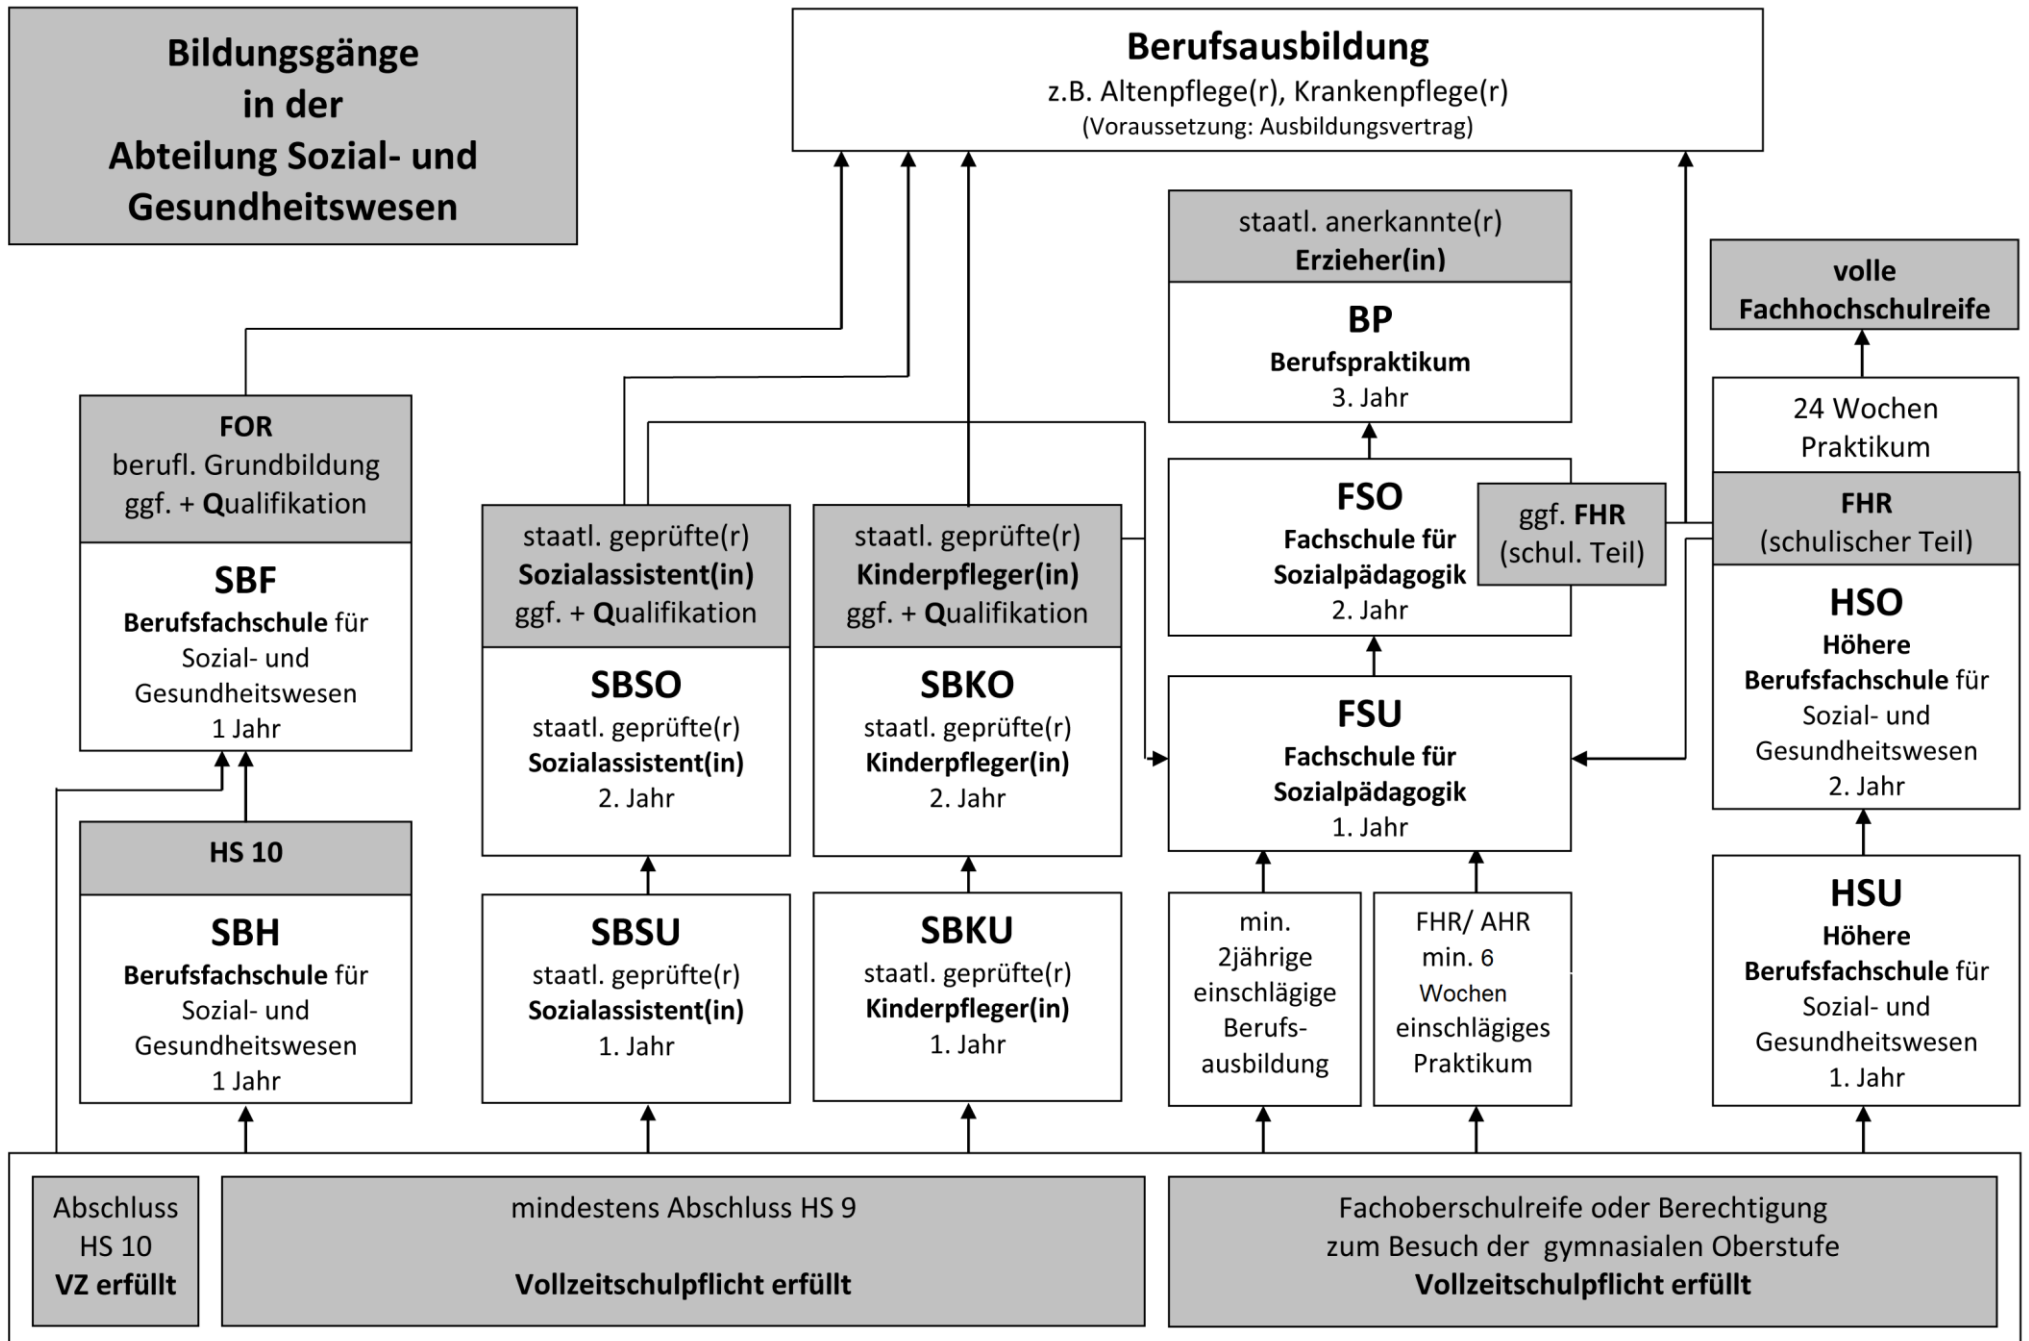 Bildungsgänge
in der
Abteilung Sozial- und
Gesundheitswesen
Berufsausbildung
z.B. Altenpflege(r), Krankenpflege(r)
(Voraussetzung: Ausbildungsvertrag)
staatl. anerkannte(r)
Erzieher(in)
BP
Berufspraktikum
3. Jahr
volle
Fachhochschulreife
24 Wochen
Praktikum
FOR
berufl. Grundbildung
ggf. + Qualifikation
SBF
Berufsfachschule für
Sozial- und
Gesundheitswesen
1 Jahr
staatl. geprüfte(r)
Sozialassistent(in)
ggf. + Qualifikation
SBSO
staatl. geprüfte(r)
Sozialassistent(in)
2. Jahr
staatl. geprüfte(r)
Kinderpfleger(in)
ggf. + Qualifikation
SBKO
staatl. geprüfte(r)
Kinderpfleger(in)
2. Jahr
FSO
Fachschule für
Sozialpädagogik
2. Jahr
ggf. FHR
(schul. Teil)
FHR
(schulischer Teil)
HSO
Höhere
Berufsfachschule für
Sozial- und
Gesundheitswesen
2. Jahr
FSU
Fachschule für
Sozialpädagogik
1. Jahr
HS 10
SBH
Berufsfachschule für
Sozial- und
Gesundheitswesen
1 Jahr
SBSU
staatl. geprüfte(r)
Sozialassistent(in)
1. Jahr
SBKU
staatl. geprüfte(r)
Kinderpfleger(in)
1. Jahr
min.
2jährige
einschlägige
Berufs-
ausbildung
FHR/ AHR
min. 6
Wochen
einschlägiges
Praktikum
HSU
Höhere
Berufsfachschule für
Sozial- und
Gesundheitswesen
1. Jahr
Abschluss
HS 10
VZ erfüllt
mindestens Abschluss HS 9
Vollzeitschulpflicht erfüllt
Fachoberschulreife oder Berechtigung
zum Besuch der gymnasialen Oberstufe
Vollzeitschulpflicht erfüllt